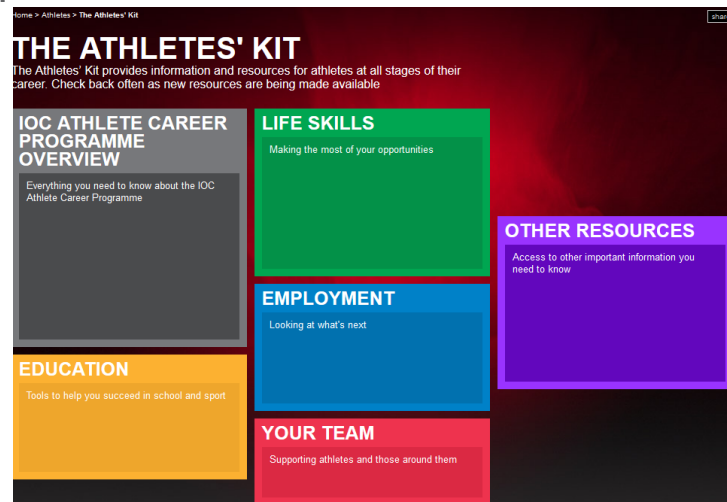 Home > Athletes > The Athletes' Kit
share
THE ATHLETES' KIT
The Athletes' Kit provides information and resources for athletes at all stages of their
career. Check back often as new resources are being made available
IOC ATHLETE CAREER
PROGRAMME
OVERVIEW
Everything you need to know about the IOC
Athlete Career Programme
EDUCATION
Tools to help you succeed in school and sport
LIFE SKILLS
Making the most of your opportunities
EMPLOYMENT
Looking at what's next
YOUR TEAM
Supporting athletes and those around them
OTHER RESOURCES
Access to other important information you
need to know